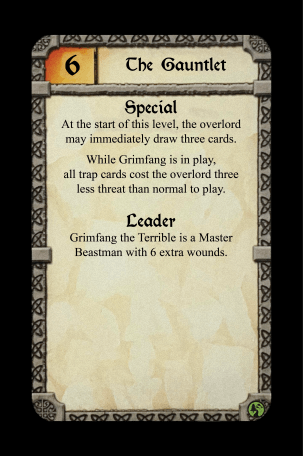 6 The Gauntlet
Special
At the start of this level, the overlord
may immediately draw three cards.
While Grimfang is in play,
all trap cards cost the overlord three
less threat than normal to play.
Leader
Grimfang the Terrible is a Master
Beastman with 6 extra wounds.